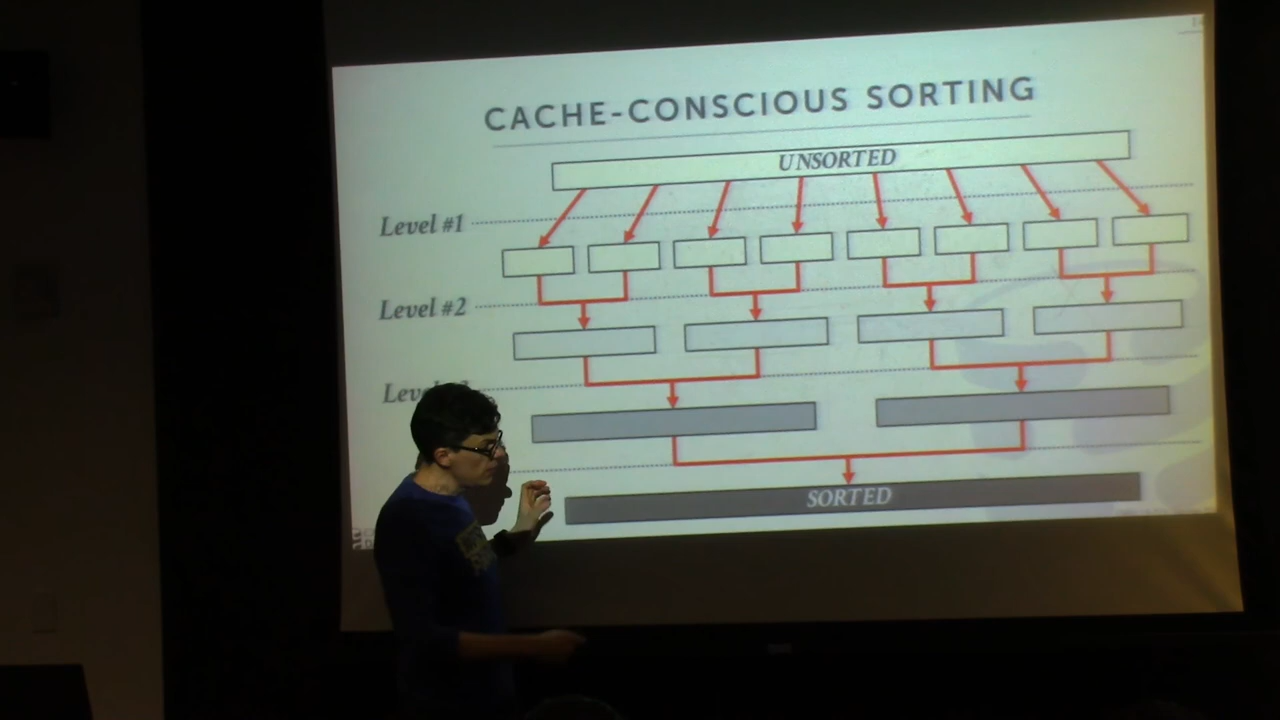 CACHE-CONSCIOUS SORTING
UNSORTED
Level #1
Level #2
SORTED